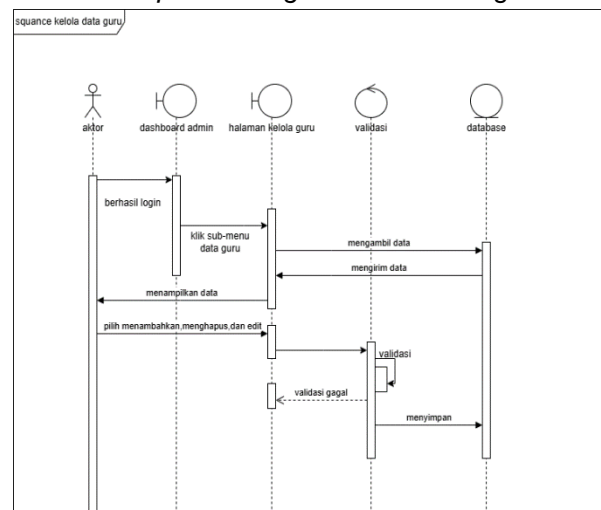 squance kelola data guru
aktor
dashboard admin
halaman kelola guru
validasi
database
berhasil login
klik sub-menu
data guru
mengambil data
mengirim data
menampilkan data
pilih menambahkan,menghapus,dan edit
validasi
validasi gagal
menyimpan